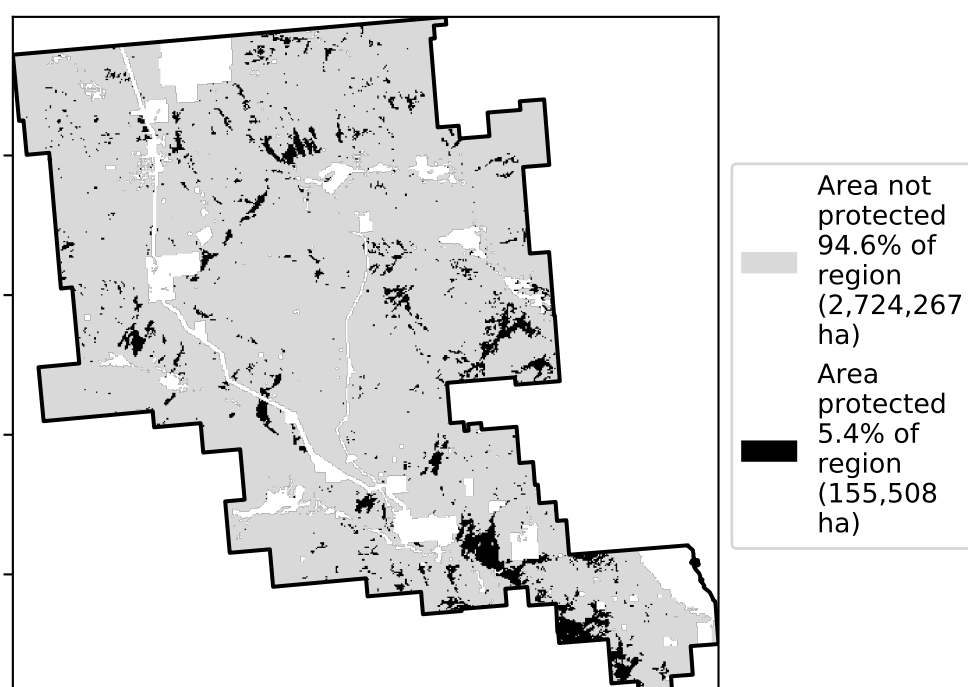 Area not
protected
94.6% of
region
(2,724,267
ha)
Area
protected
5.4% of
region
(155,508
ha)